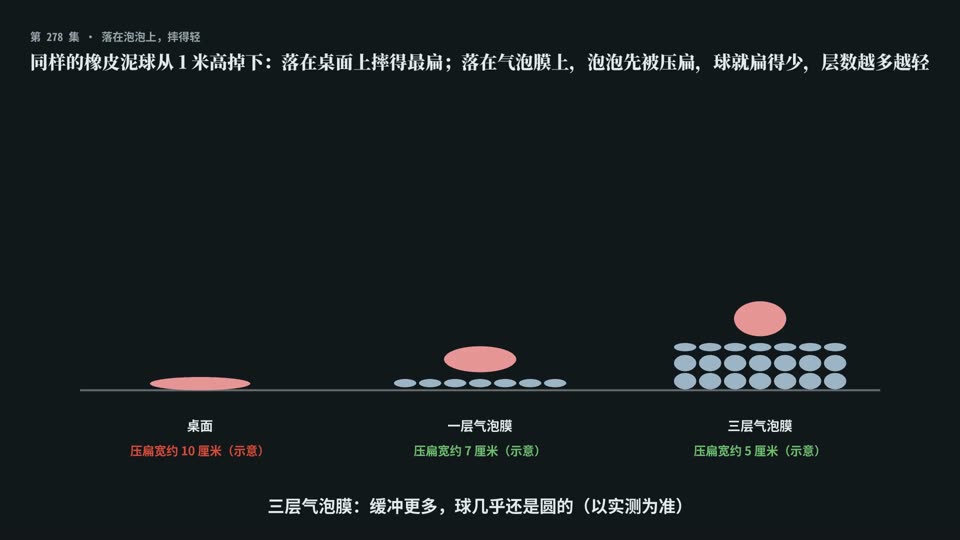 第 278 集 · 落在泡泡上，摔得轻
同样的橡皮泥球从 1 米高掉下：落在桌面上摔得最扁；落在气泡膜上，泡泡先被压扁，球就扁得少，层数越多越轻
桌面
一层气泡膜
三层气泡膜
压扁宽约 10 厘米（示意）
压扁宽约 7 厘米（示意）
压扁宽约 5 厘米（示意）
三层气泡膜：缓冲更多，球几乎还是圆的（以实测为准）